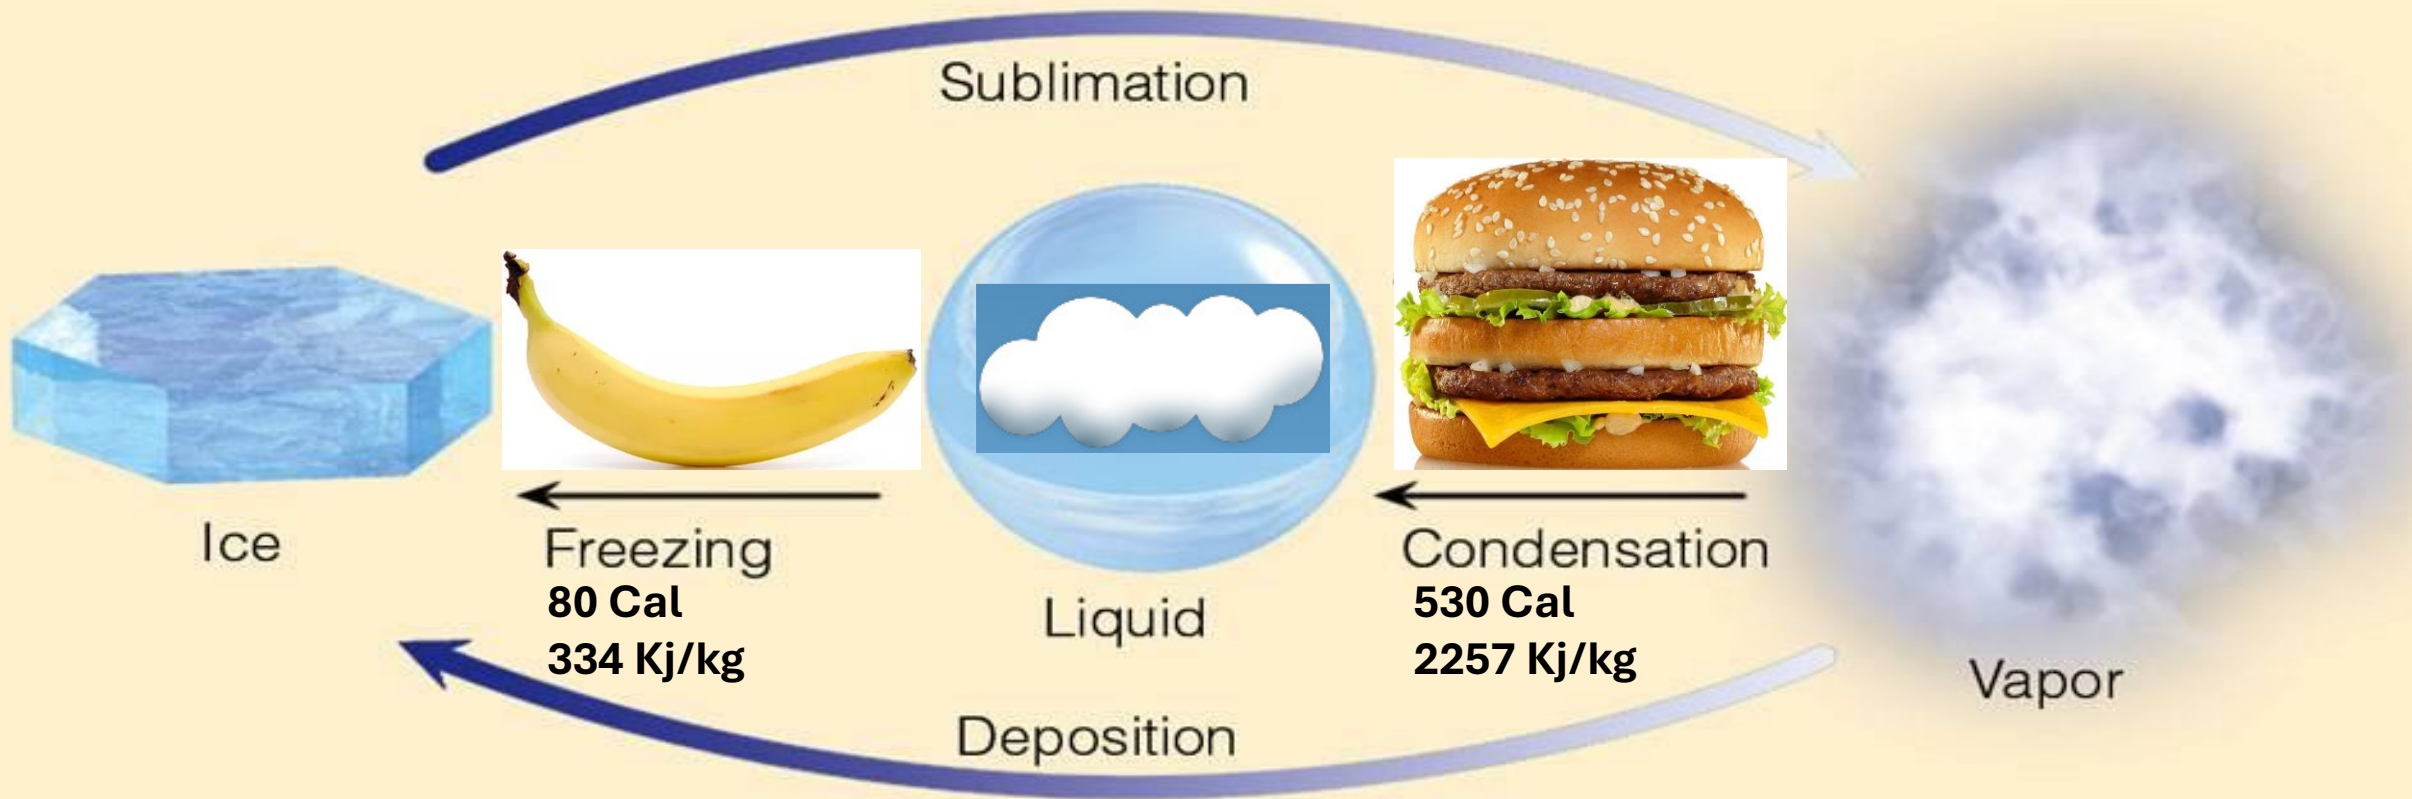 Sublimation
Ice
Freezing
80 Cal
334 Kj/kg
Liquid
Condensation
530 Cal
2257 Kj/kg
Vapor
Deposition